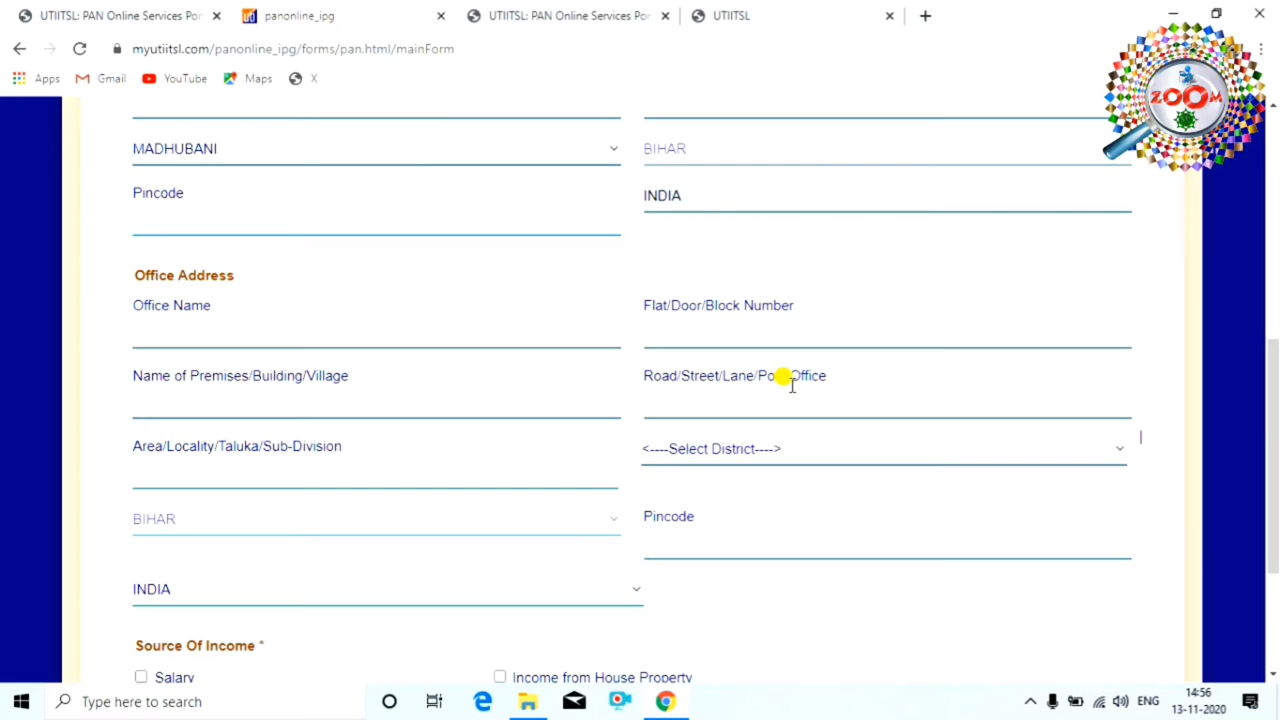 UTIITSL: PAN Online Services Por
panonline_ipg
UTIITSL: PAN Online Services Por
UTIITSL
myutiitsl.com/panonline_ipg/forms/pan.html/mainForm
Apps
Gmail
YouTube
Maps
X
ZOOM
MADHUBANI
BIHAR
Pincode
INDIA
Office Address
Office Name
Flat/Door/Block Number
Name of Premises/Building/Village
Road/Street/Lane/Po Office
Area/Locality/Taluka/Sub-Division
<----Select District---->
BIHAR
Pincode
INDIA
Source Of Income *
Salary
Income from House Property
Type here to search
ENG
14:56
13-11-2020